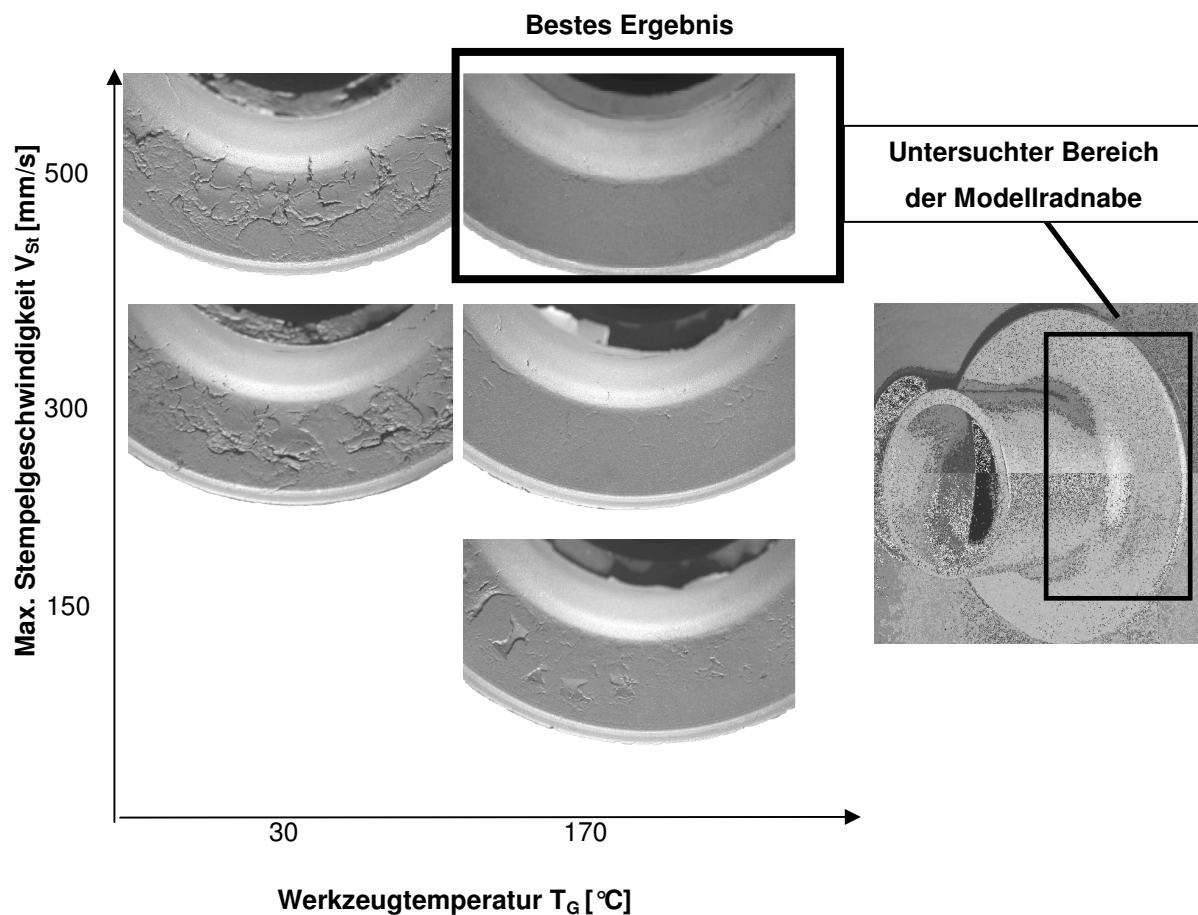 Bestes Ergebnis
Untersuchter Bereich
der Modellradnabe
Max. Stempelgeschwindigkeit VSt [mm/s]
500
300
150
30
170
Werkzeugtemperatur TG [°C]